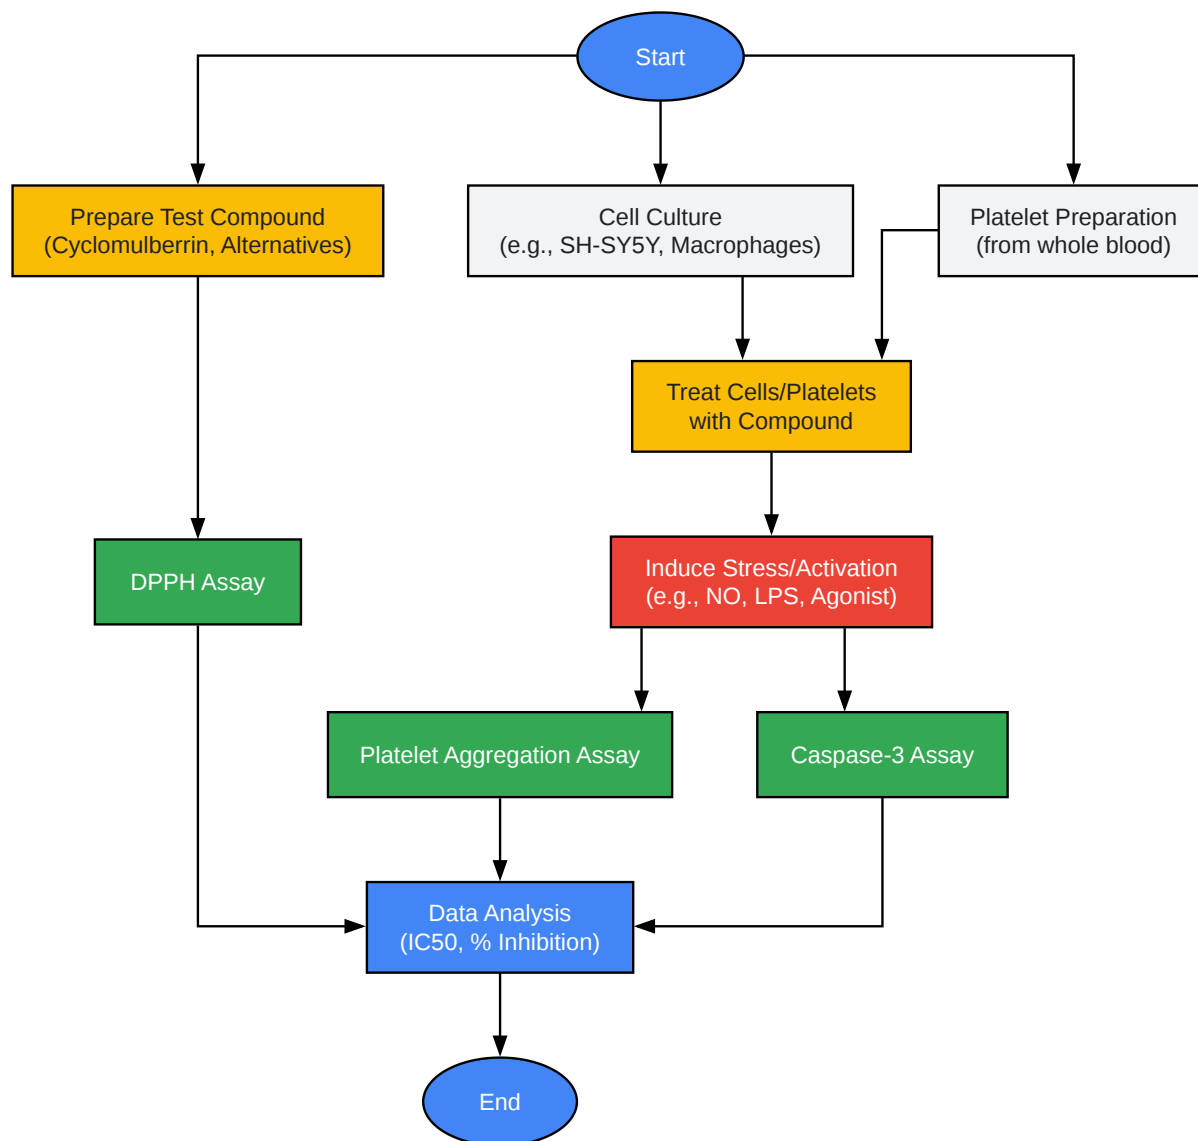 Start
Prepare Test Compound
(Cyclomulberrin, Alternatives)
Cell Culture
(e.g., SH-SY5Y, Macrophages)
Platelet Preparation
(from whole blood)
Treat Cells/Platelets
with Compound
DPPH Assay
Induce Stress/Activation
(e.g., NO, LPS, Agonist)
Platelet Aggregation Assay
Caspase-3 Assay
Data Analysis
(IC50, % Inhibition)
End